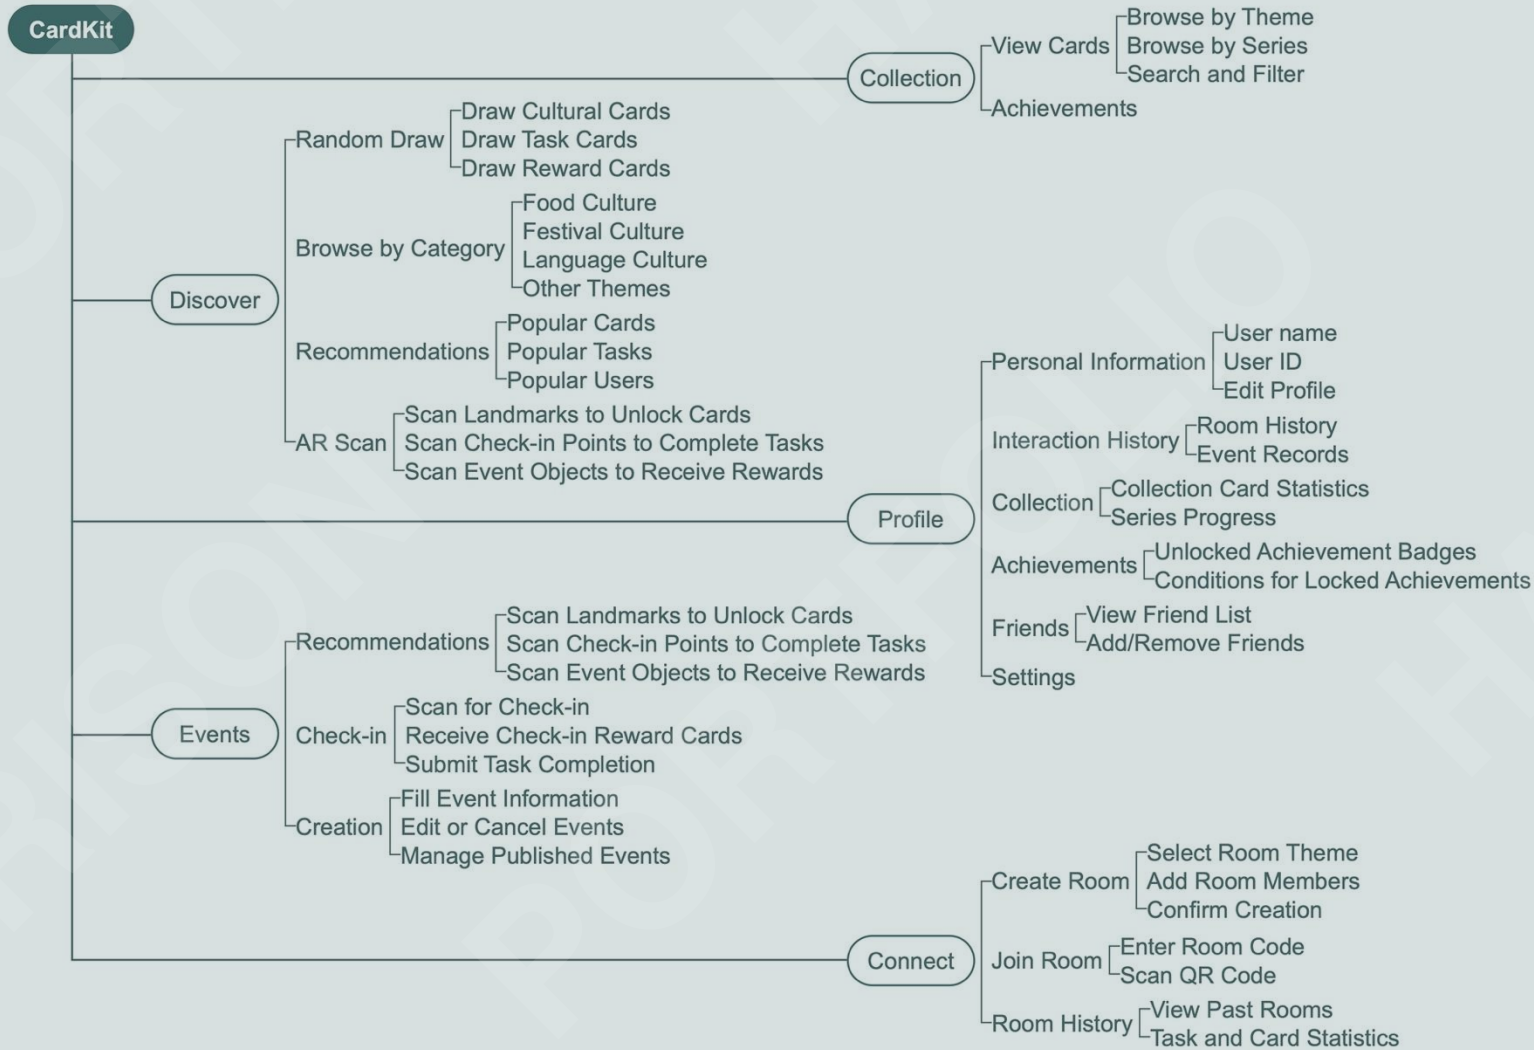 CardKit
Collection
View Cards
Browse by Theme
Browse by Series
Search and Filter
Achievements
Discover
Random Draw
Draw Cultural Cards
Draw Task Cards
Draw Reward Cards
Browse by Category
Food Culture
Festival Culture
Language Culture
Other Themes
Recommendations
Popular Cards
Popular Tasks
Popular Users
AR Scan
Scan Landmarks to Unlock Cards
Scan Check-in Points to Complete Tasks
Scan Event Objects to Receive Rewards
Profile
Personal Information
User name
User ID
Edit Profile
Interaction History
Room History
Event Records
Collection
Collection Card Statistics
Series Progress
Achievements
Unlocked Achievement Badges
Conditions for Locked Achievements
Friends
View Friend List
Add/Remove Friends
Settings
Events
Recommendations
Scan Landmarks to Unlock Cards
Scan Check-in Points to Complete Tasks
Scan Event Objects to Receive Rewards
Check-in
Scan for Check-in
Receive Check-in Reward Cards
Submit Task Completion
Creation
Fill Event Information
Edit or Cancel Events
Manage Published Events
Connect
Create Room
Select Room Theme
Add Room Members
Confirm Creation
Join Room
Enter Room Code
Scan QR Code
Room History
View Past Rooms
Task and Card Statistics
PORTFOLIO